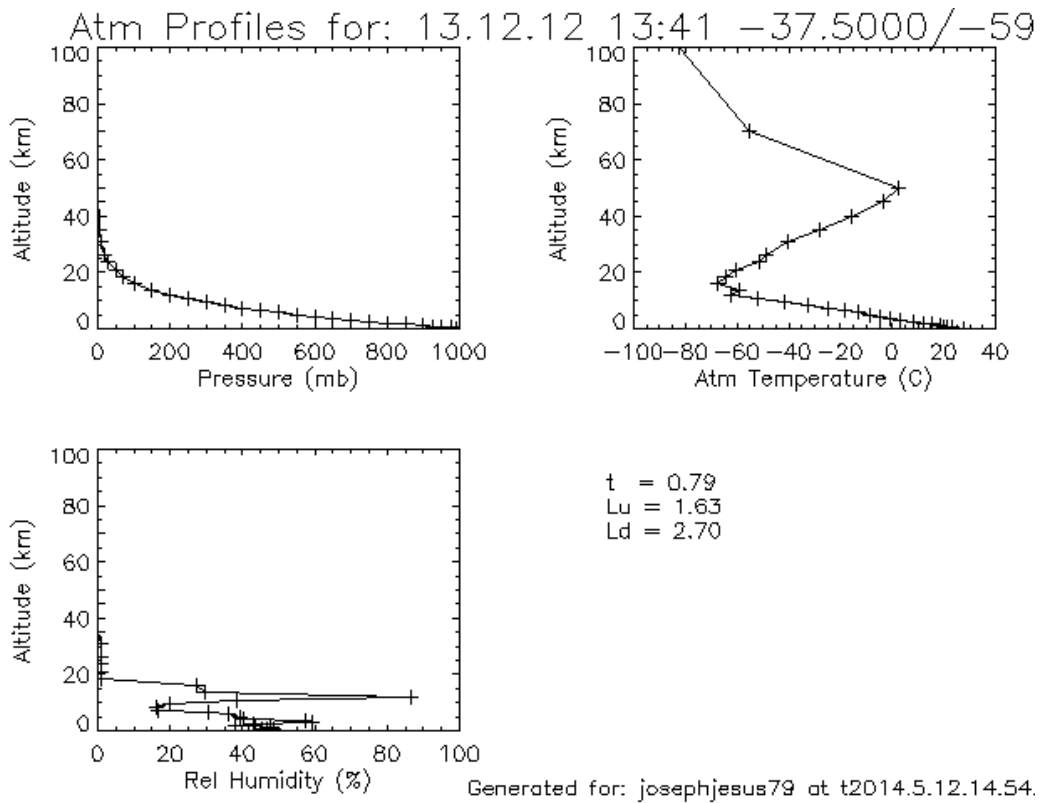 Atm Profiles for: 13.12.12 13:41 -37.5000/-59
100
80
60
40
20
0
Altitude (km)
0 200 400 600 800 1000
Pressure (mb)
100
80
60
40
20
0
Altitude (km)
-100 -80 -60 -40 -20 0 20 40
Atm Temperature (C)
100
80
60
40
20
0
Altitude (km)
0 20 40 60 80 100
Rel Humidity (%)
t = 0.79
Lu = 1.63
Ld = 2.70
Generated for: josephjesus79 at t2014.5.12.14.54.